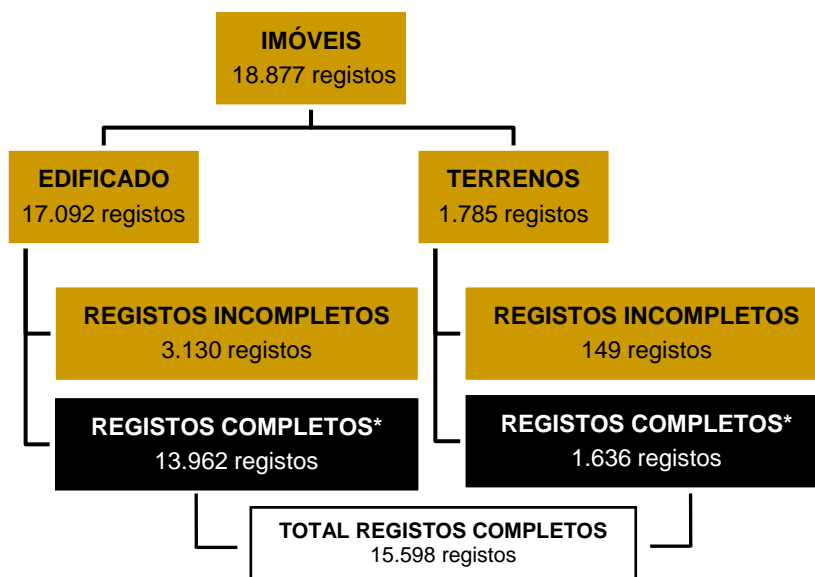 IMÓVEIS
18.877 registos
EDIFICADO
17.092 registos
TERRENOS
1.785 registos
REGISTOS INCOMPLETOS
3.130 registos
REGISTOS INCOMPLETOS
149 registos
REGISTOS COMPLETOS*
13.962 registos
REGISTOS COMPLETOS*
1.636 registos
TOTAL REGISTOS COMPLETOS
15.598 registos